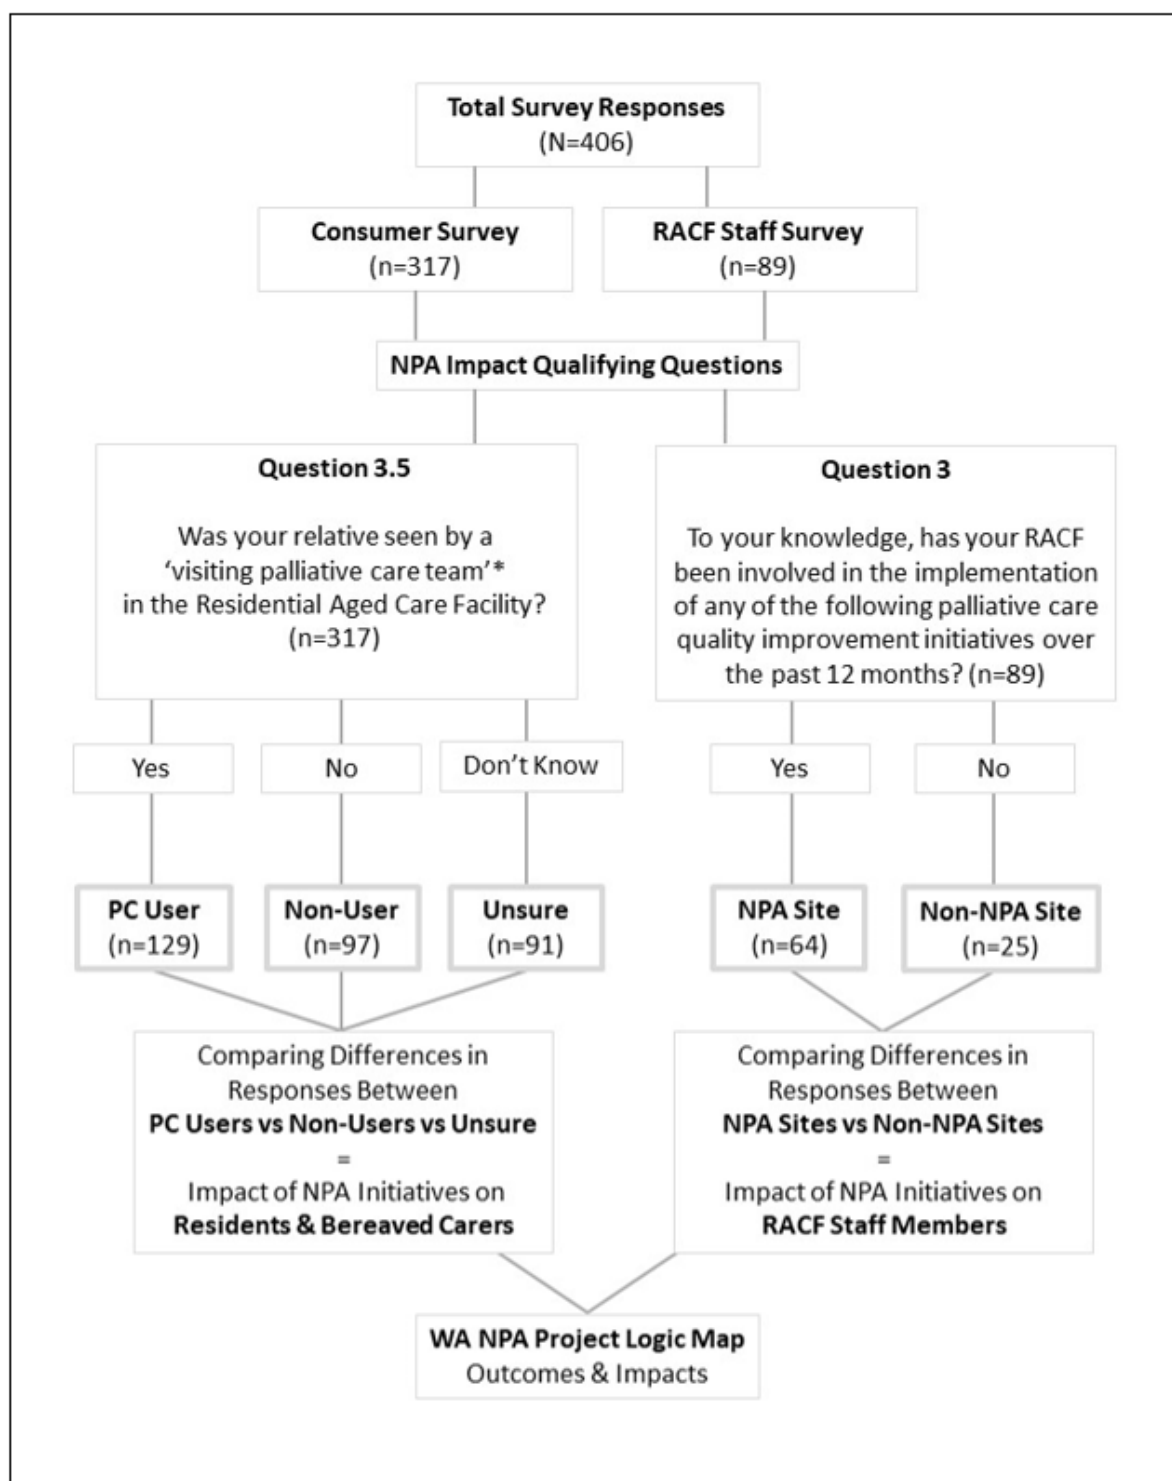 Total Survey Responses
(N=406)
Consumer Survey
(n=317)
RACF Staff Survey
(n=89)
NPA Impact Qualifying Questions
Question 3.5
Was your relative seen by a
‘visiting palliative care team’*
in the Residential Aged Care Facility?
(n=317)
Question 3
To your knowledge, has your RACF
been involved in the implementation
of any of the following palliative care
quality improvement initiatives over
the past 12 months? (n=89)
Yes
No
Don’t Know
Yes
No
PC User
(n=129)
Non-User
(n=97)
Unsure
(n=91)
NPA Site
(n=64)
Non-NPA Site
(n=25)
Comparing Differences in
Responses Between
PC Users vs Non-Users vs Unsure
=
Impact of NPA Initiatives on
Residents & Bereaved Carers
Comparing Differences in
Responses Between
NPA Sites vs Non-NPA Sites
=
Impact of NPA Initiatives on
RACF Staff Members
WA NPA Project Logic Map
Outcomes & Impacts